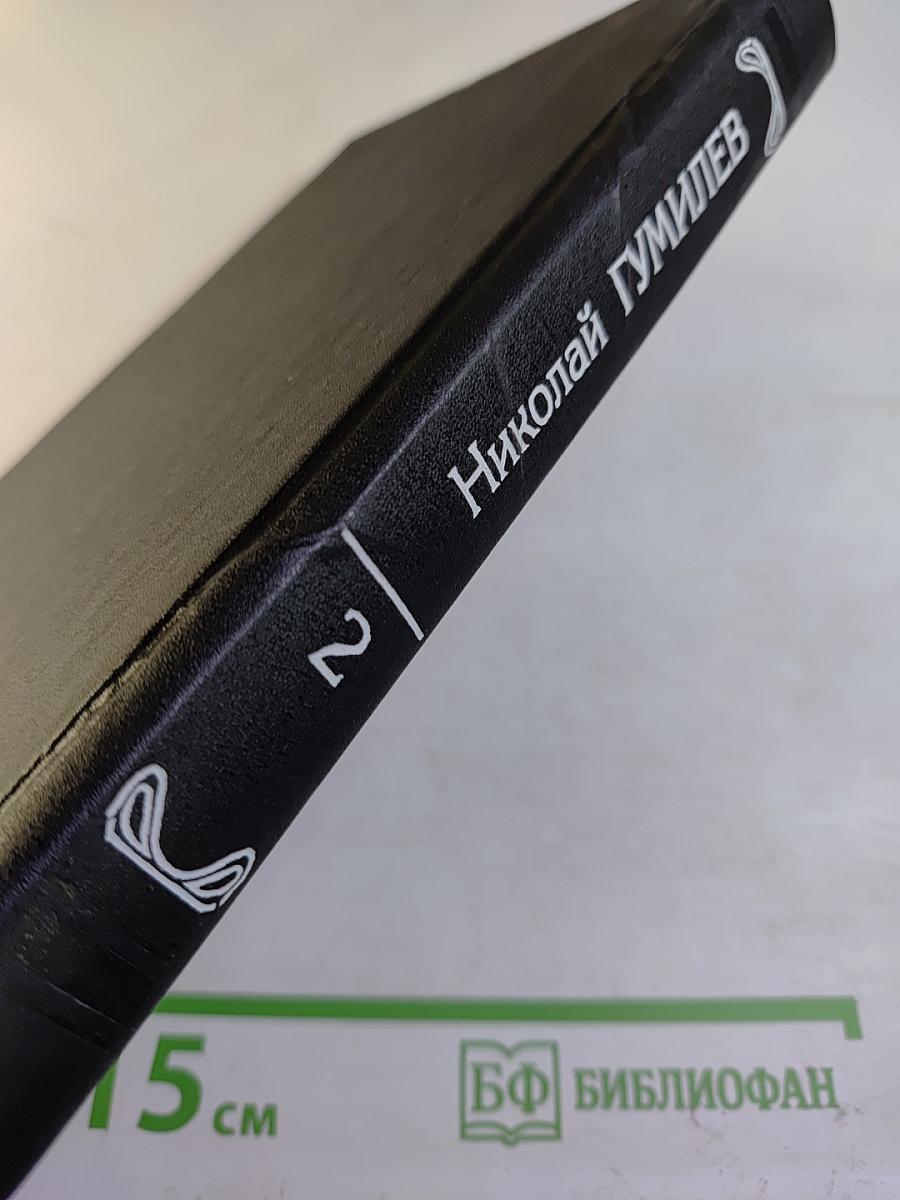 Николай ГУМИЛЕВ
2
15 см
БФ БИБЛИОФАН